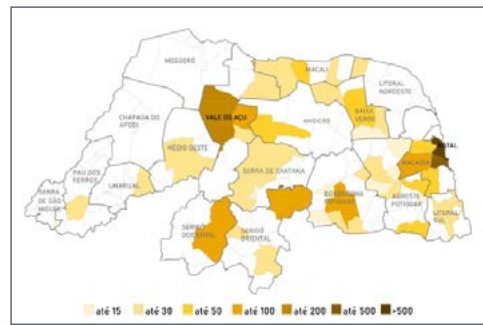 MOSSORÓ
MACAU
LITORAL
NORDESTE
CHAPADA DO
APODI
VALE DO AÇU
ANGICOS
BAIXA
VERDE
NATAL
MACAÍBA
MÉDIO OESTE
PAU DOS
FERROS
UMARIZAL
SERRA DE SANTANA
SERRA
DE SÃO
MIGUEL
BORBOREMA
POTIGUAR
AGRESTE
POTIGUAR
LITORAL
SUL
SERIDÓ
OCIDENTAL
SERIDÓ
ORIENTAL
até 15 até 30 até 50 até 100 até 200 até 500 >500